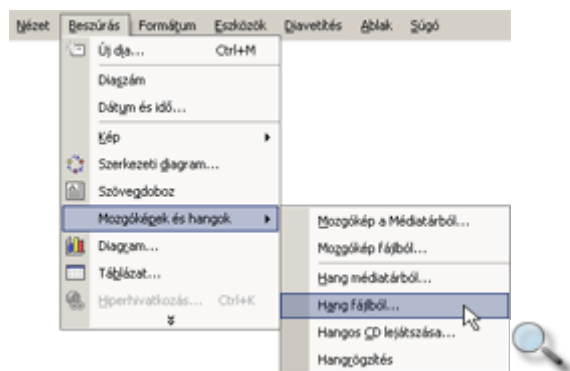 Nézet Beszúrás Formátum Eszközök Diavetítés Ablak Súgó
Új dia... Ctrl+M
Diaszám
Dátum és idő...
Kép
Szerkezeti diagram...
Szövegdoboz
Mozgóképek és hangok
Diagram...
Táblázat...
Hiperhivatkozás... Ctrl+K
Mozgókép a Médiatárból...
Mozgókép fájlból...
Hang médiatárból...
Hang fájlból...
Hangos CD lejátszása...
Hangrögzítés